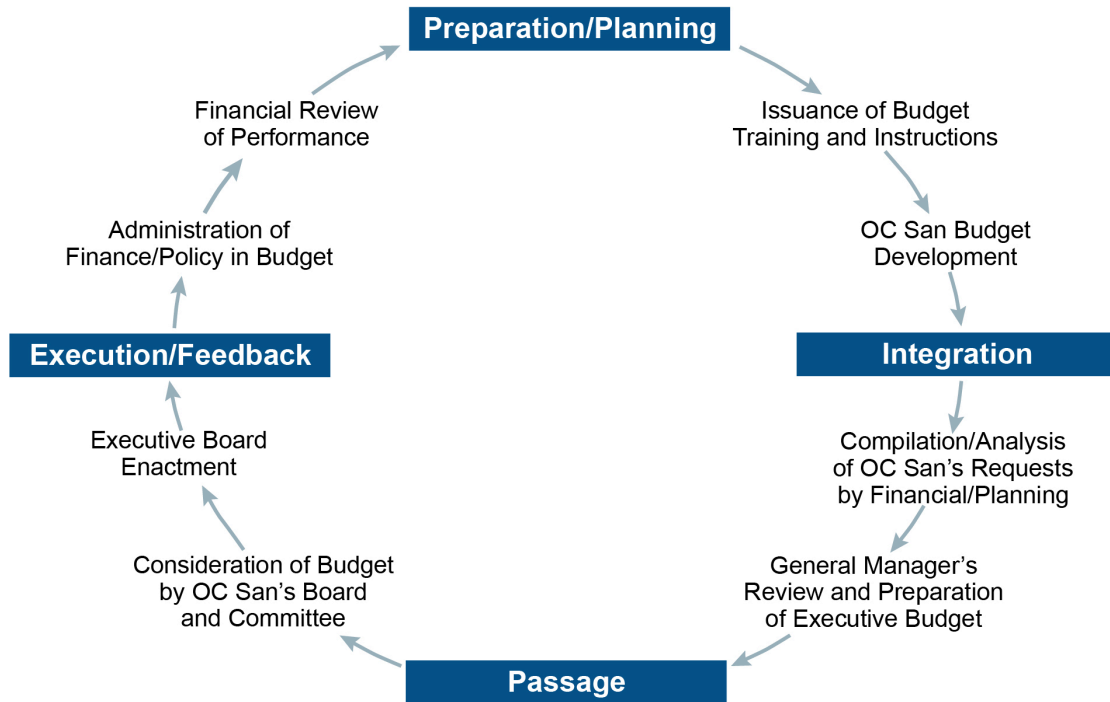 Preparation/Planning
Issuance of Budget
Training and Instructions
OC San Budget
Development
Integration
Compilation/Analysis
of OC San’s Requests
by Financial/Planning
General Manager’s
Review and Preparation
of Executive Budget
Passage
Consideration of Budget
by OC San’s Board
and Committee
Executive Board
Enactment
Execution/Feedback
Administration of
Finance/Policy in Budget
Financial Review
of Performance